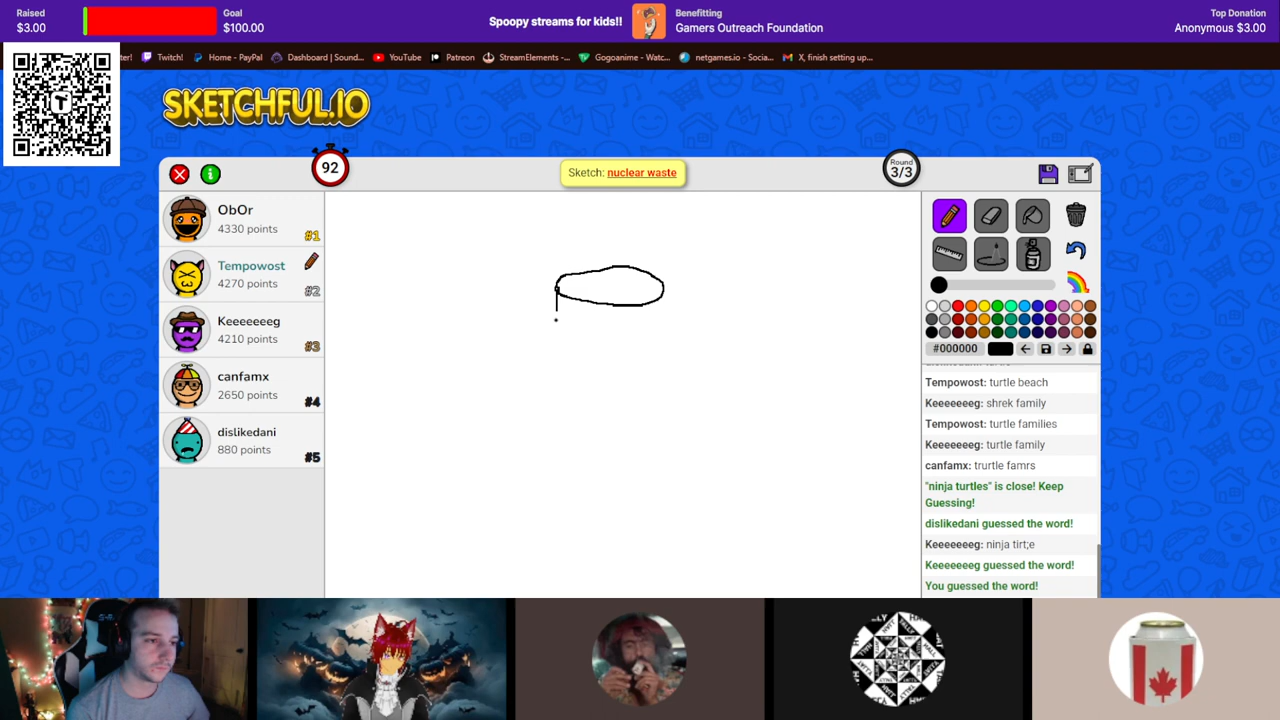 Raised
$3.00
Goal
$100.00
Spoopy streams for kids!!
Benefitting
Gamers Outreach Foundation
Top Donation
Anonymous $3.00
ter!
Twitch!
Home - PayPal
Dashboard | Sound...
YouTube
Patreon
StreamElements -...
Gogoanime - Watc...
netgames.io - Socia...
X, finish setting up...
SKETCHFUL.IO
92
Sketch: nuclear waste
Round
3/3
ObOr
4330 points
#1
Tempowost
4270 points
#2
Keeeeeeeg
4210 points
#3
canfamx
2650 points
#4
dislikedani
880 points
#5
#000000
Tempowost: turtle beach
Keeeeeeeg: shrek family
Tempowost: turtle families
Keeeeeeeg: turtle family
canfamx: trurtle famrs
"ninja turtles" is close! Keep
Guessing!
dislikedani guessed the word!
Keeeeeeeg: ninja tirt;e
Keeeeeeeg guessed the word!
You guessed the word!